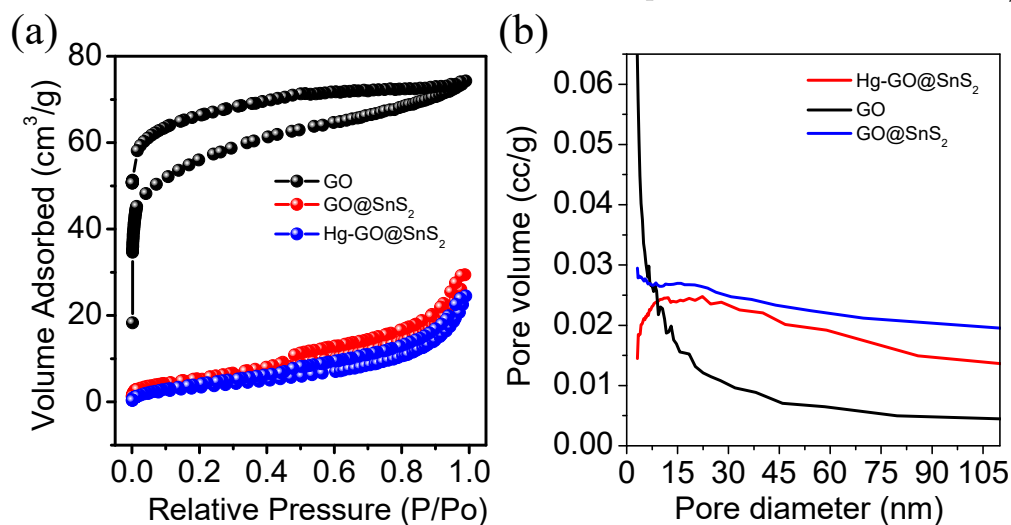 (a)
80
60
40
20
0
Volume Adsorbed (cm³/g)
GO
GO@SnS₂
Hg-GO@SnS₂
0.0 0.2 0.4 0.6 0.8 1.0
Relative Pressure (P/Po)
(b)
0.06
0.05
0.04
0.03
0.02
0.01
0.00
Pore volume (cc/g)
Hg-GO@SnS₂
GO
GO@SnS₂
0 15 30 45 60 75 90 105
Pore diameter (nm)